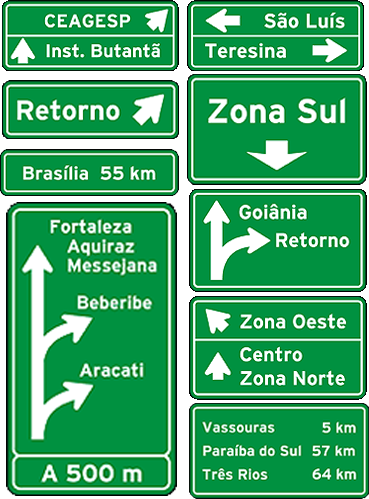 CEAGESP
Inst. Butantã
Retorno
Brasília 55 km
Fortaleza
Aquiraz
Messejana
Beberibe
Aracati
A 500 m
São Luís
Teresina
Zona Sul
Goiânia
Retorno
Zona Oeste
Centro
Zona Norte
Vassouras 5 km
Paraíba do Sul 57 km
Três Rios 64 km